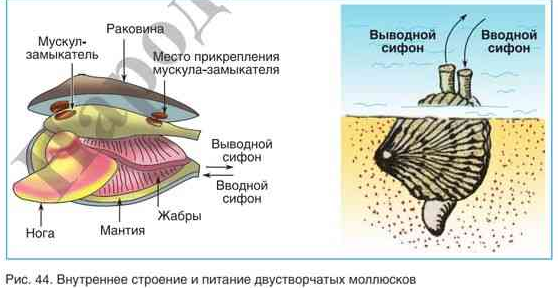 Раковина
Мускул-
замыкатель
Место прикрепления
мускула-замыкателя
Выводной
сифон
Вводной
сифон
Жабры
Мантия
Нога
Выводной
сифон
Вводной
сифон
Рис. 44. Внутреннее строение и питание двустворчатых моллюсков